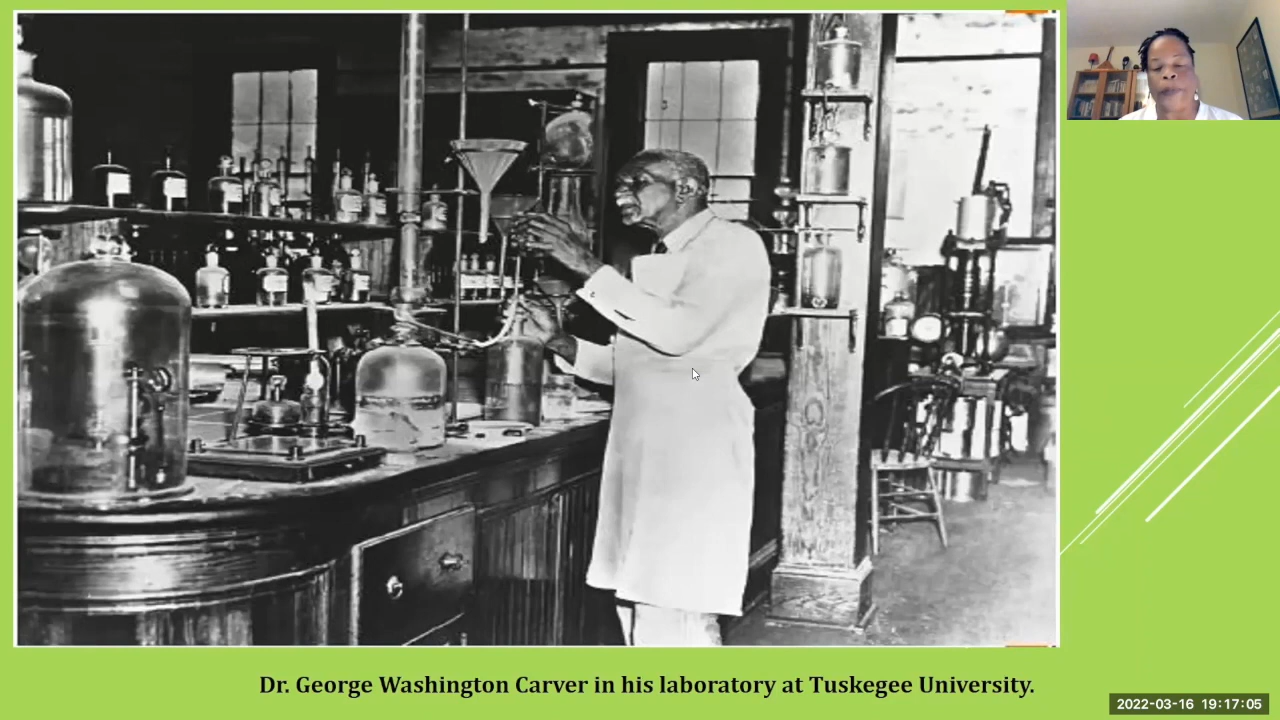 Dr. George Washington Carver in his laboratory at Tuskegee University.
2022-03-16 19:17:05